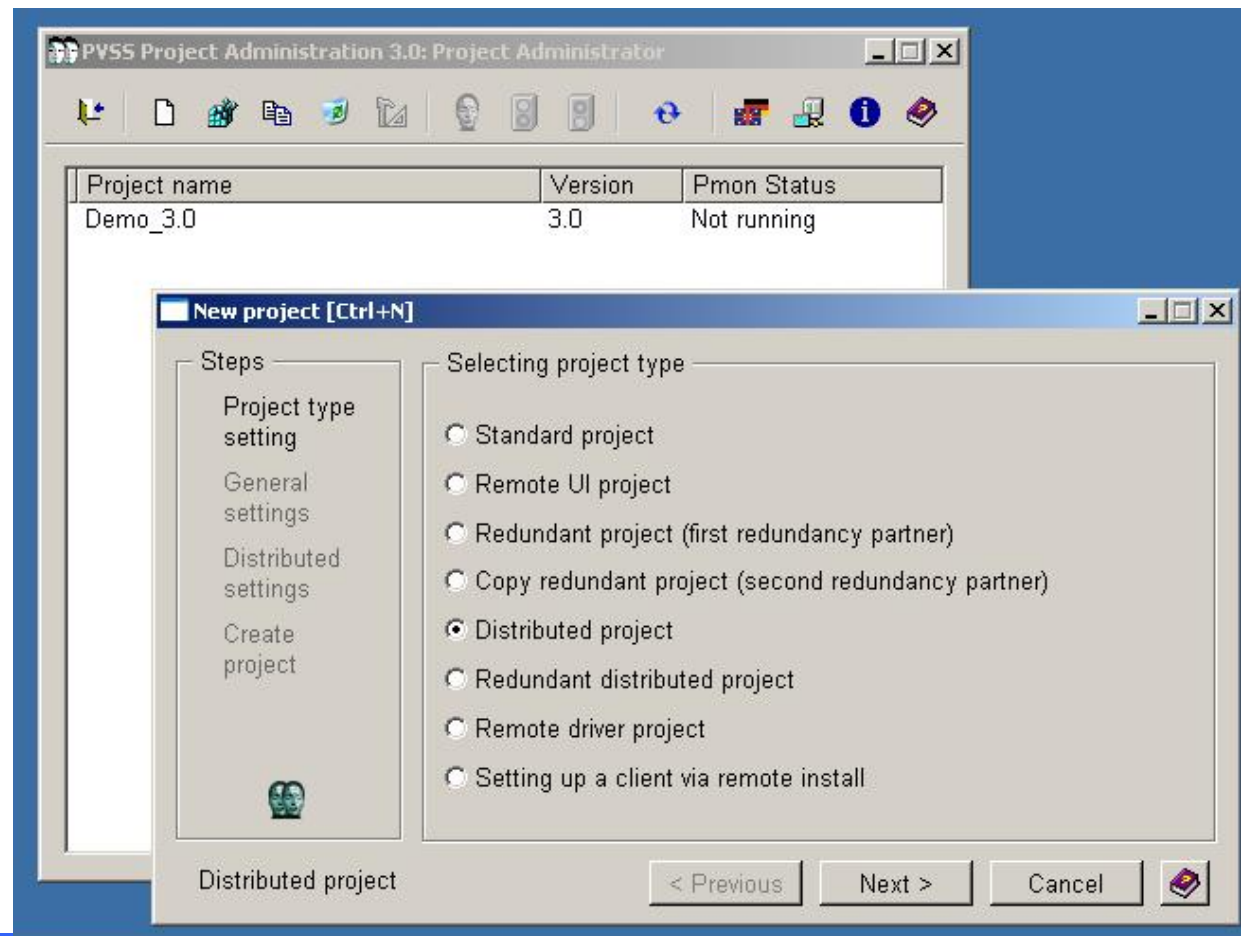 PVSS Project Administration 3.0: Project Administrator
Project name Version Pmon Status
Demo_3.0 3.0 Not running
New project [Ctrl+N]
Steps
Project type
setting
General
settings
Distributed
settings
Create
project
Selecting project type
Standard project
Remote UI project
Redundant project (first redundancy partner)
Copy redundant project (second redundancy partner)
Distributed project
Redundant distributed project
Remote driver project
Setting up a client via remote install
Distributed project
< Previous
Next >
Cancel